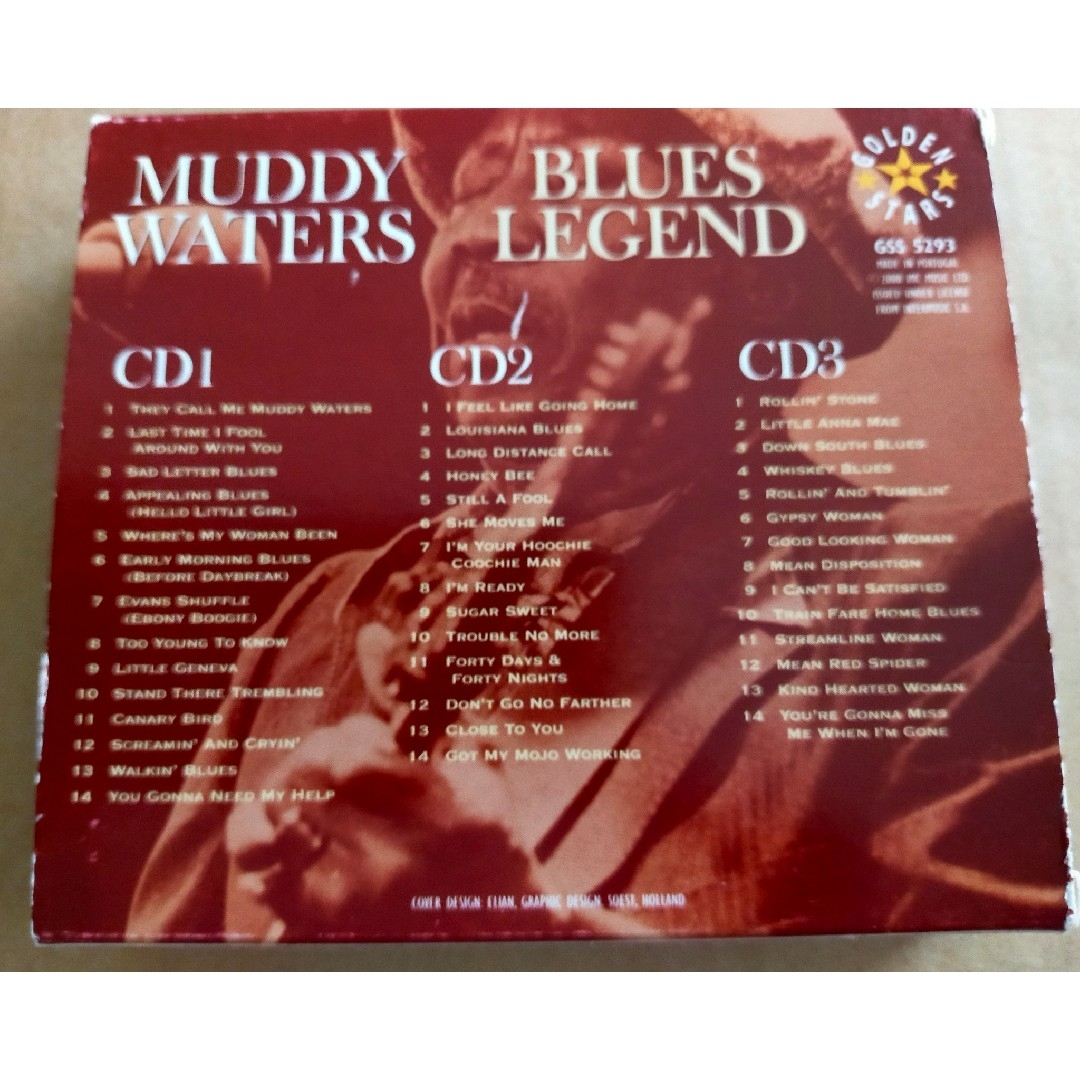 MUDDY
WATERS
BLUES
LEGEND
GOLDEN
STARS
GSS 5293
MADE IN PORTUGAL
ISSUED UNDER LICENSE
FROM INTERMUSIC S.A.
CD1
1 THEY CALL ME MUDDY WATERS
2 LAST TIME I FOOL
AROUND WITH YOU
3 SAD LETTER BLUES
4 APPEALING BLUES
(HELLO LITTLE GIRL)
5 WHERE'S MY WOMAN BEEN
6 EARLY MORNING BLUES
(BEFORE DAYBREAK)
7 EVANS SHUFFLE
(EBONY BOOGIE)
8 TOO YOUNG TO KNOW
9 LITTLE GENEVA
10 STAND THERE TREMBLING
11 CANARY BIRD
12 SCREAMIN' AND CRYIN'
13 WALKIN' BLUES
14 YOU GONNA NEED MY HELP
CD2
1 I FEEL LIKE GOING HOME
2 LOUISIANA BLUES
3 LONG DISTANCE CALL
4 HONEY BEE
5 STILL A FOOL
6 SHE MOVES ME
7 I'M YOUR HOOCHIE
COOCHIE MAN
8 I'M READY
9 SUGAR SWEET
10 TROUBLE NO MORE
11 FORTY DAYS &
FORTY NIGHTS
12 DON'T GO NO FARTHER
13 CLOSE TO YOU
14 GOT MY MOJO WORKING
CD3
1 ROLLIN' STONE
2 LITTLE ANNA MAE
3 DOWN SOUTH BLUES
4 WHISKEY BLUES
5 ROLLIN' AND TUMBLIN'
6 GYPSY WOMAN
7 GOOD LOOKING WOMAN
8 MEAN DISPOSITION
9 I CAN'T BE SATISFIED
10 TRAIN FARE HOME BLUES
11 STREAMLINE WOMAN
12 MEAN RED SPIDER
13 KIND HEARTED WOMAN
14 YOU'RE GONNA MISS
ME WHEN I'M GONE
COVER DESIGN: ELIAN, GRAPHIC DESIGN, SOEST, HOLLAND